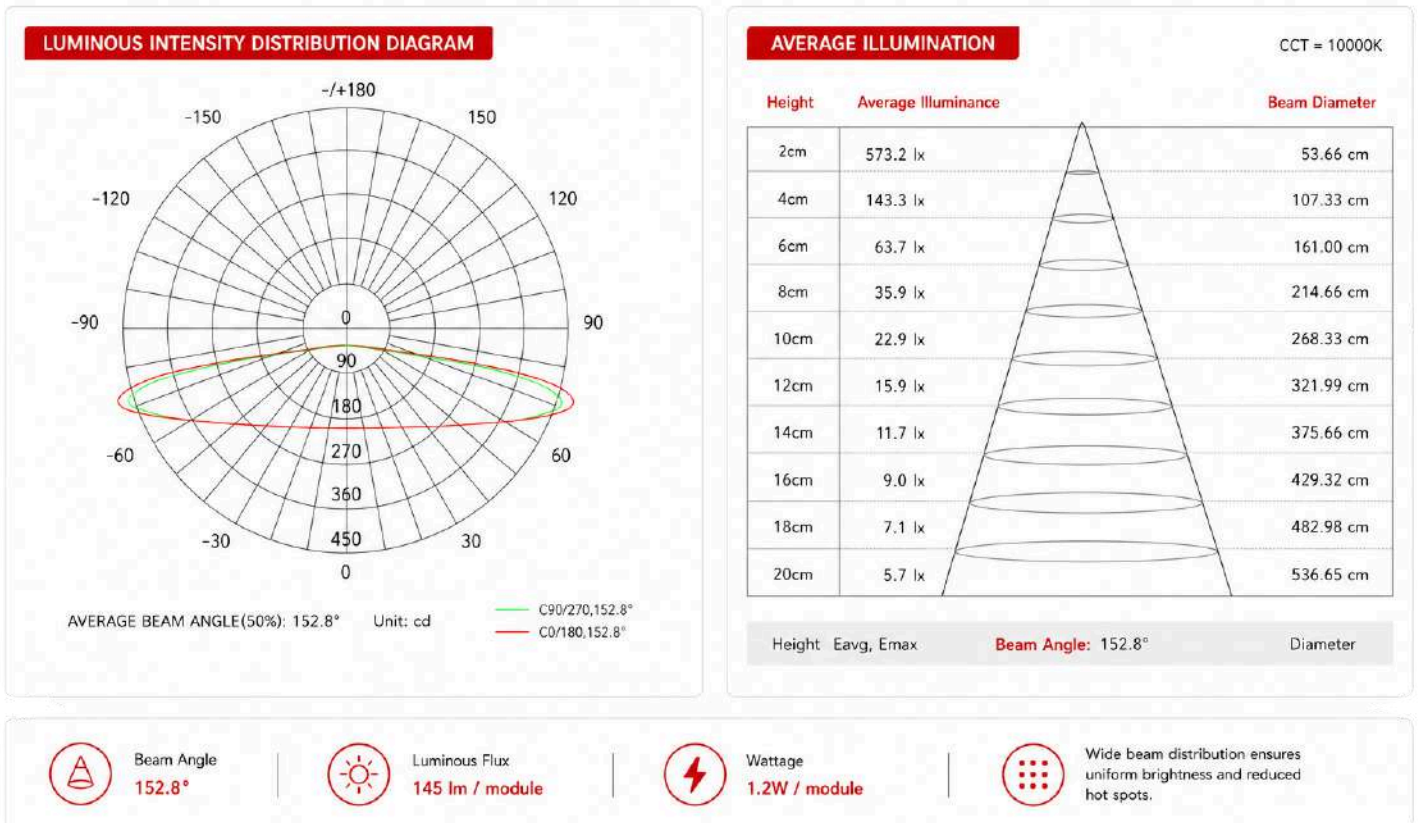 LUMINOUS INTENSITY DISTRIBUTION DIAGRAM
-/+180
-150
150
-120
120
-90
90
0
90
180
270
360
450
-60
60
-30
30
0
AVERAGE BEAM ANGLE(50%): 152.8°
Unit: cd
C90/270,152.8°
C0/180,152.8°
AVERAGE ILLUMINATION
CCT = 10000K
Height Average Illuminance Beam Diameter
2cm 573.2 lx 53.66 cm
4cm 143.3 lx 107.33 cm
6cm 63.7 lx 161.00 cm
8cm 35.9 lx 214.66 cm
10cm 22.9 lx 268.33 cm
12cm 15.9 lx 321.99 cm
14cm 11.7 lx 375.66 cm
16cm 9.0 lx 429.32 cm
18cm 7.1 lx 482.98 cm
20cm 5.7 lx 536.65 cm
Height Eavg, Emax Beam Angle: 152.8° Diameter
Beam Angle
152.8°
Luminous Flux
145 lm / module
Wattage
1.2W / module
Wide beam distribution ensures
uniform brightness and reduced
hot spots.